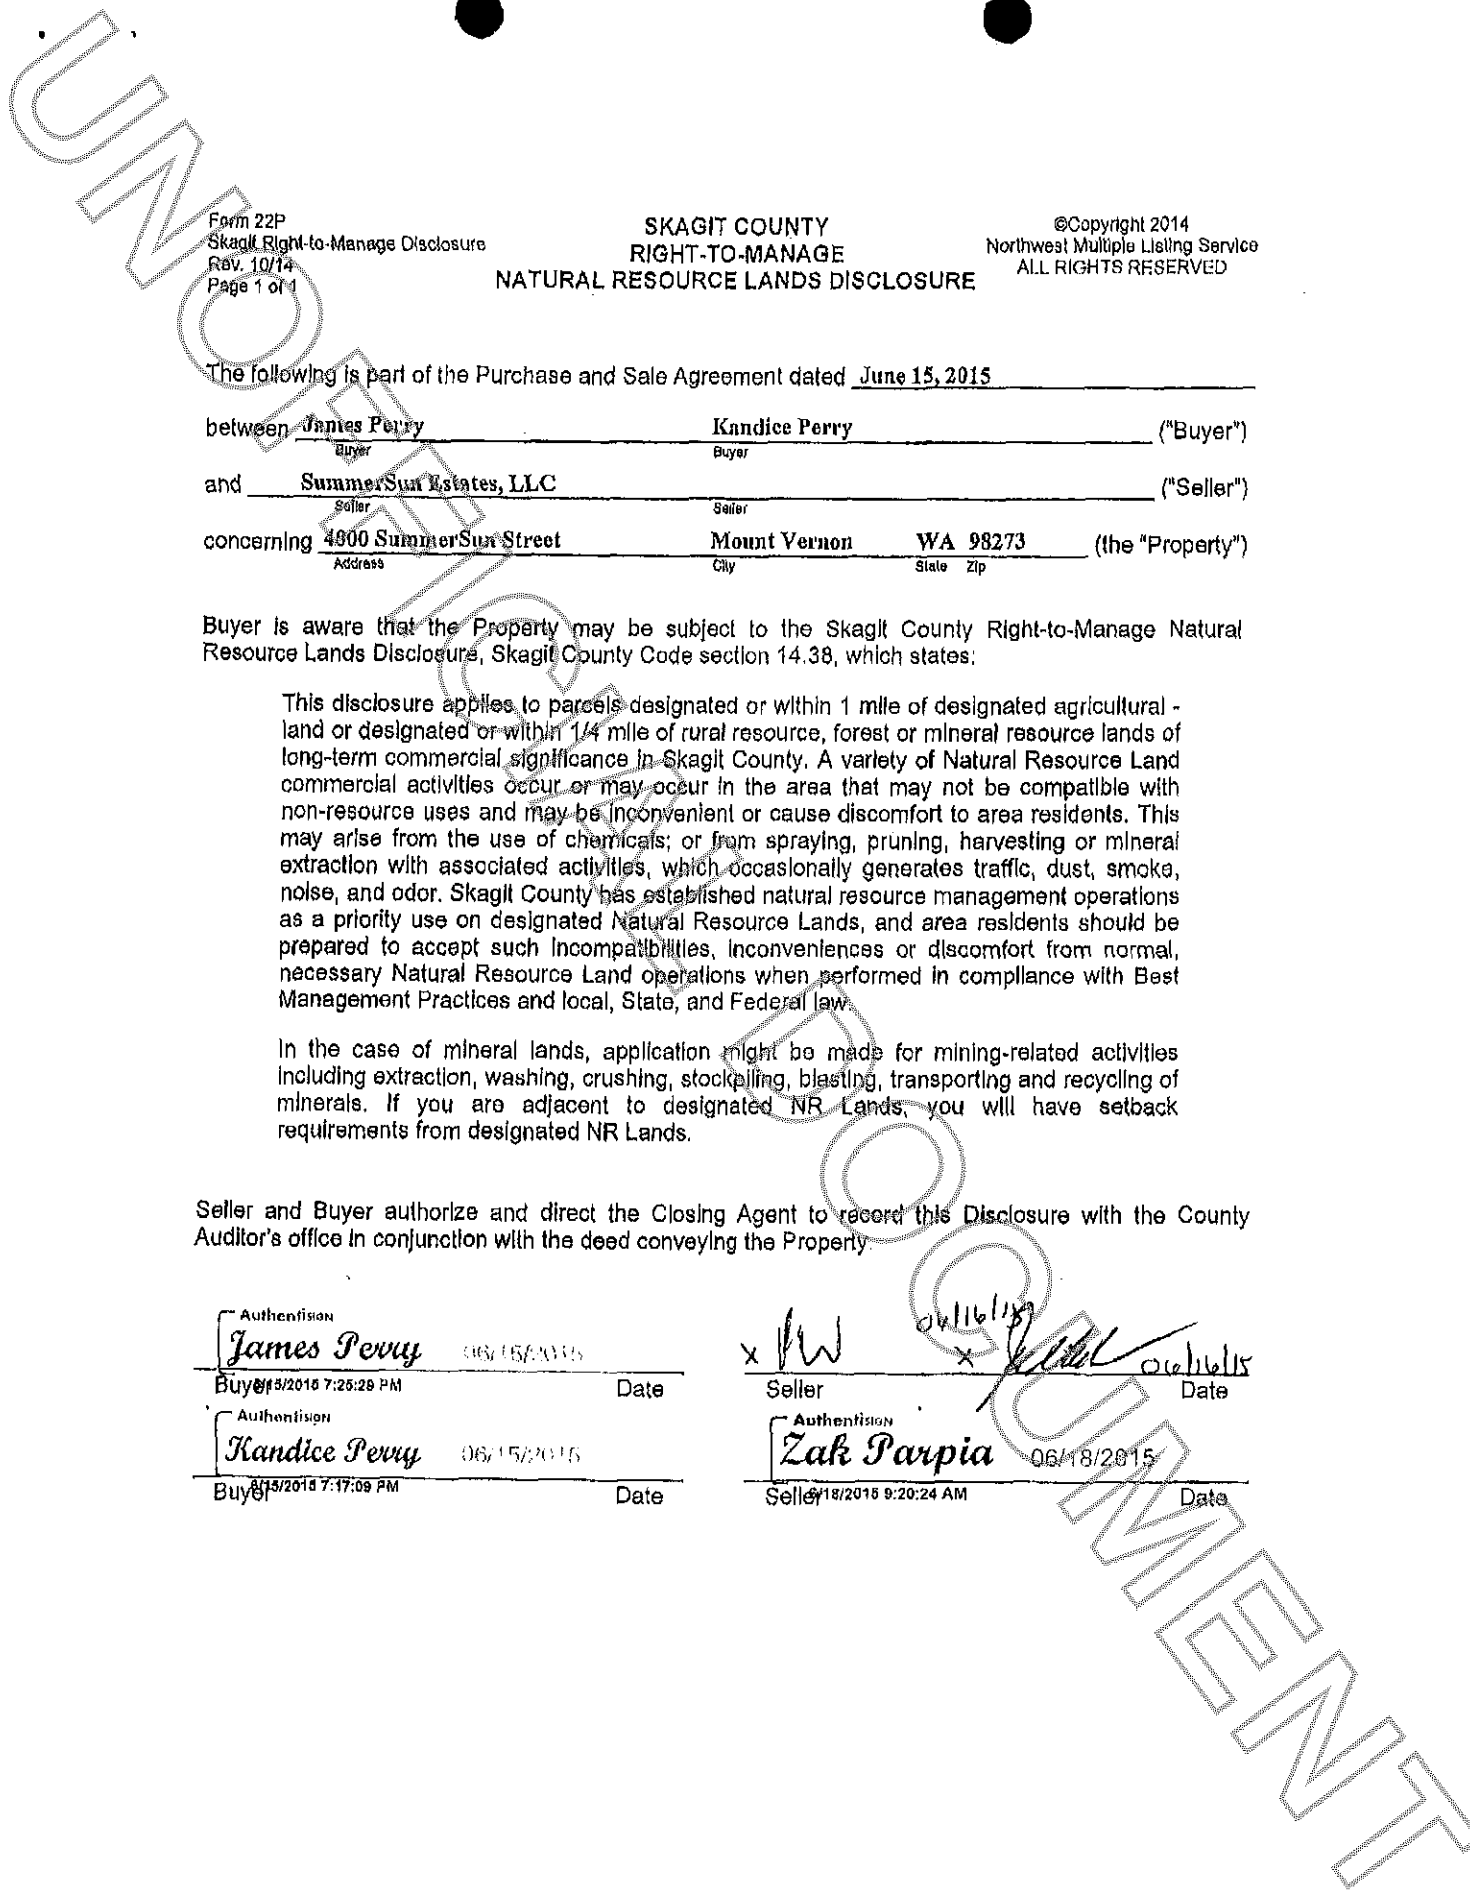 Form 22P
Skagit Right-to-Manage Disclosure
Rev. 10/14
Page 1 of 1
SKAGIT COUNTY
RIGHT-TO-MANAGE
NATURAL RESOURCE LANDS DISCLOSURE
©Copyright 2014
Northwest Multiple Listing Service
ALL RIGHTS RESERVED
The following is part of the Purchase and Sale Agreement dated June 15, 2015
between James Perry Kandice Perry ("Buyer")
Buyer Buyer
and SummerSun Estates, LLC ("Seller")
Seller Seller
concerning 4800 SummerSun Street Mount Vernon WA 98273 (the "Property")
Address City State Zip
Buyer is aware that the Property may be subject to the Skagit County Right-to-Manage Natural
Resource Lands Disclosure, Skagit County Code section 14.38, which states:
This disclosure applies to parcels designated or within 1 mile of designated agricultural -
land or designated or within 1/4 mile of rural resource, forest or mineral resource lands of
long-term commercial significance in Skagit County. A variety of Natural Resource Land
commercial activities occur or may occur in the area that may not be compatible with
non-resource uses and may be inconvenient or cause discomfort to area residents. This
may arise from the use of chemicals; or from spraying, pruning, harvesting or mineral
extraction with associated activities, which occasionally generates traffic, dust, smoke,
noise, and odor. Skagit County has established natural resource management operations
as a priority use on designated Natural Resource Lands, and area residents should be
prepared to accept such incompatibilities, inconveniences or discomfort from normal,
necessary Natural Resource Land operations when performed in compliance with Best
Management Practices and local, State, and Federal law.
In the case of mineral lands, application might be made for mining-related activities
including extraction, washing, crushing, stockpiling, blasting, transporting and recycling of
minerals. If you are adjacent to designated NR Lands, you will have setback
requirements from designated NR Lands.
Seller and Buyer authorize and direct the Closing Agent to record this Disclosure with the County
Auditor's office in conjunction with the deed conveying the Property.
Authentisign
James Perry 06/15/2015
Buyer 6/15/2015 7:25:29 PM Date
x 06/16/15 x 06/16/15
Seller Date
Authentisign
Kandice Perry 06/15/2015
Buyer 6/15/2015 7:17:09 PM Date
Authentisign
Zak Parpia 06/18/2015
Seller 6/18/2015 9:20:24 AM Date
UNOFFICIAL DOCUMENT